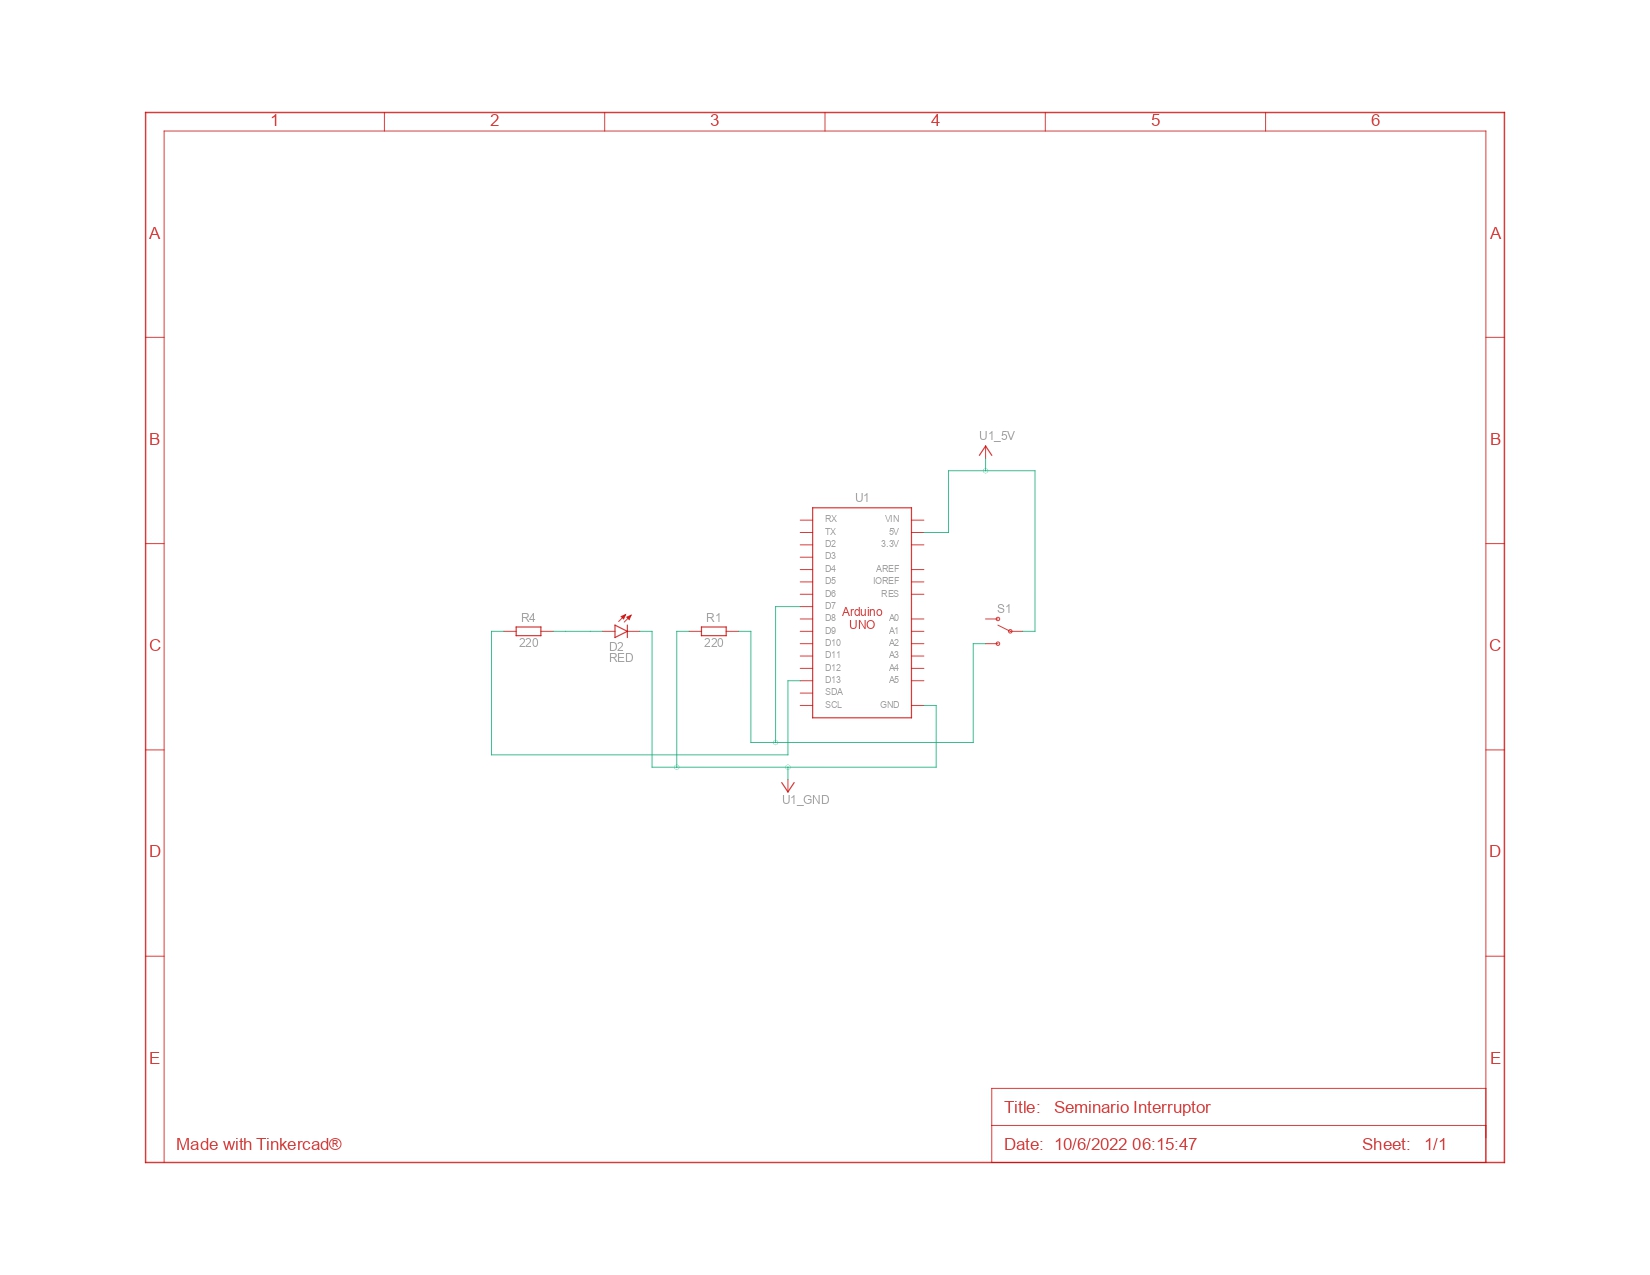 1 2 3 4 5 6
A A
B B
U1_5V
U1
RX VIN
TX 5V
D2 3.3V
D3
D4 AREF
D5 IOREF
D6 RES
D7
Arduino
UNO
D8 A0
D9 A1
D10 A2
D11 A3
D12 A4
D13 A5
SDA
SCL GND
S1
R4
220
D2
RED
R1
220
C C
U1_GND
D D
E E
Title: Seminario Interruptor
Made with Tinkercad®
Date: 10/6/2022 06:15:47 Sheet: 1/1